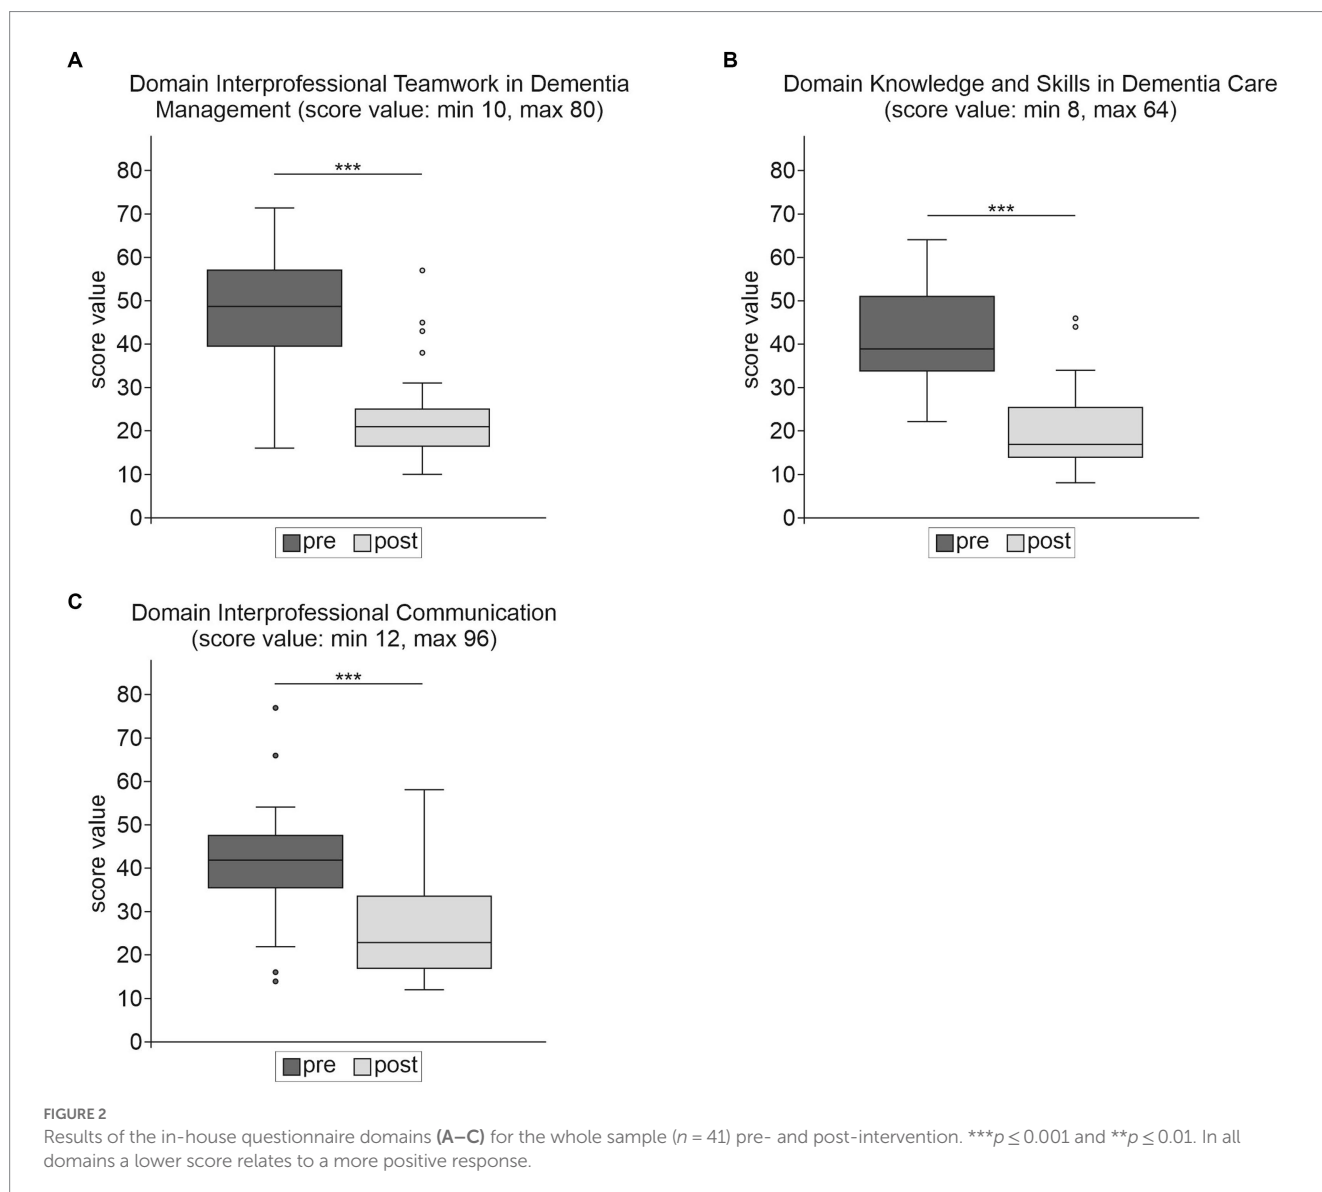 A
Domain Interprofessional Teamwork in Dementia
Management (score value: min 10, max 80)
***
80
70
60
50
40
30
20
10
0
score value
pre post
B
Domain Knowledge and Skills in Dementia Care
(score value: min 8, max 64)
***
80
70
60
50
40
30
20
10
0
score value
pre post
C
Domain Interprofessional Communication
(score value: min 12, max 96)
***
80
70
60
50
40
30
20
10
0
score value
pre post
FIGURE 2
Results of the in-house questionnaire domains (A–C) for the whole sample (n = 41) pre- and post-intervention. ***p ≤ 0.001 and **p ≤ 0.01. In all
domains a lower score relates to a more positive response.